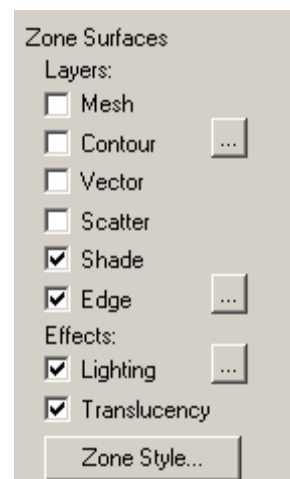 Zone Surfaces
Layers:
Mesh
Contour ...
Vector
Scatter
Shade
Edge ...
Effects:
Lighting ...
Translucency
Zone Style...